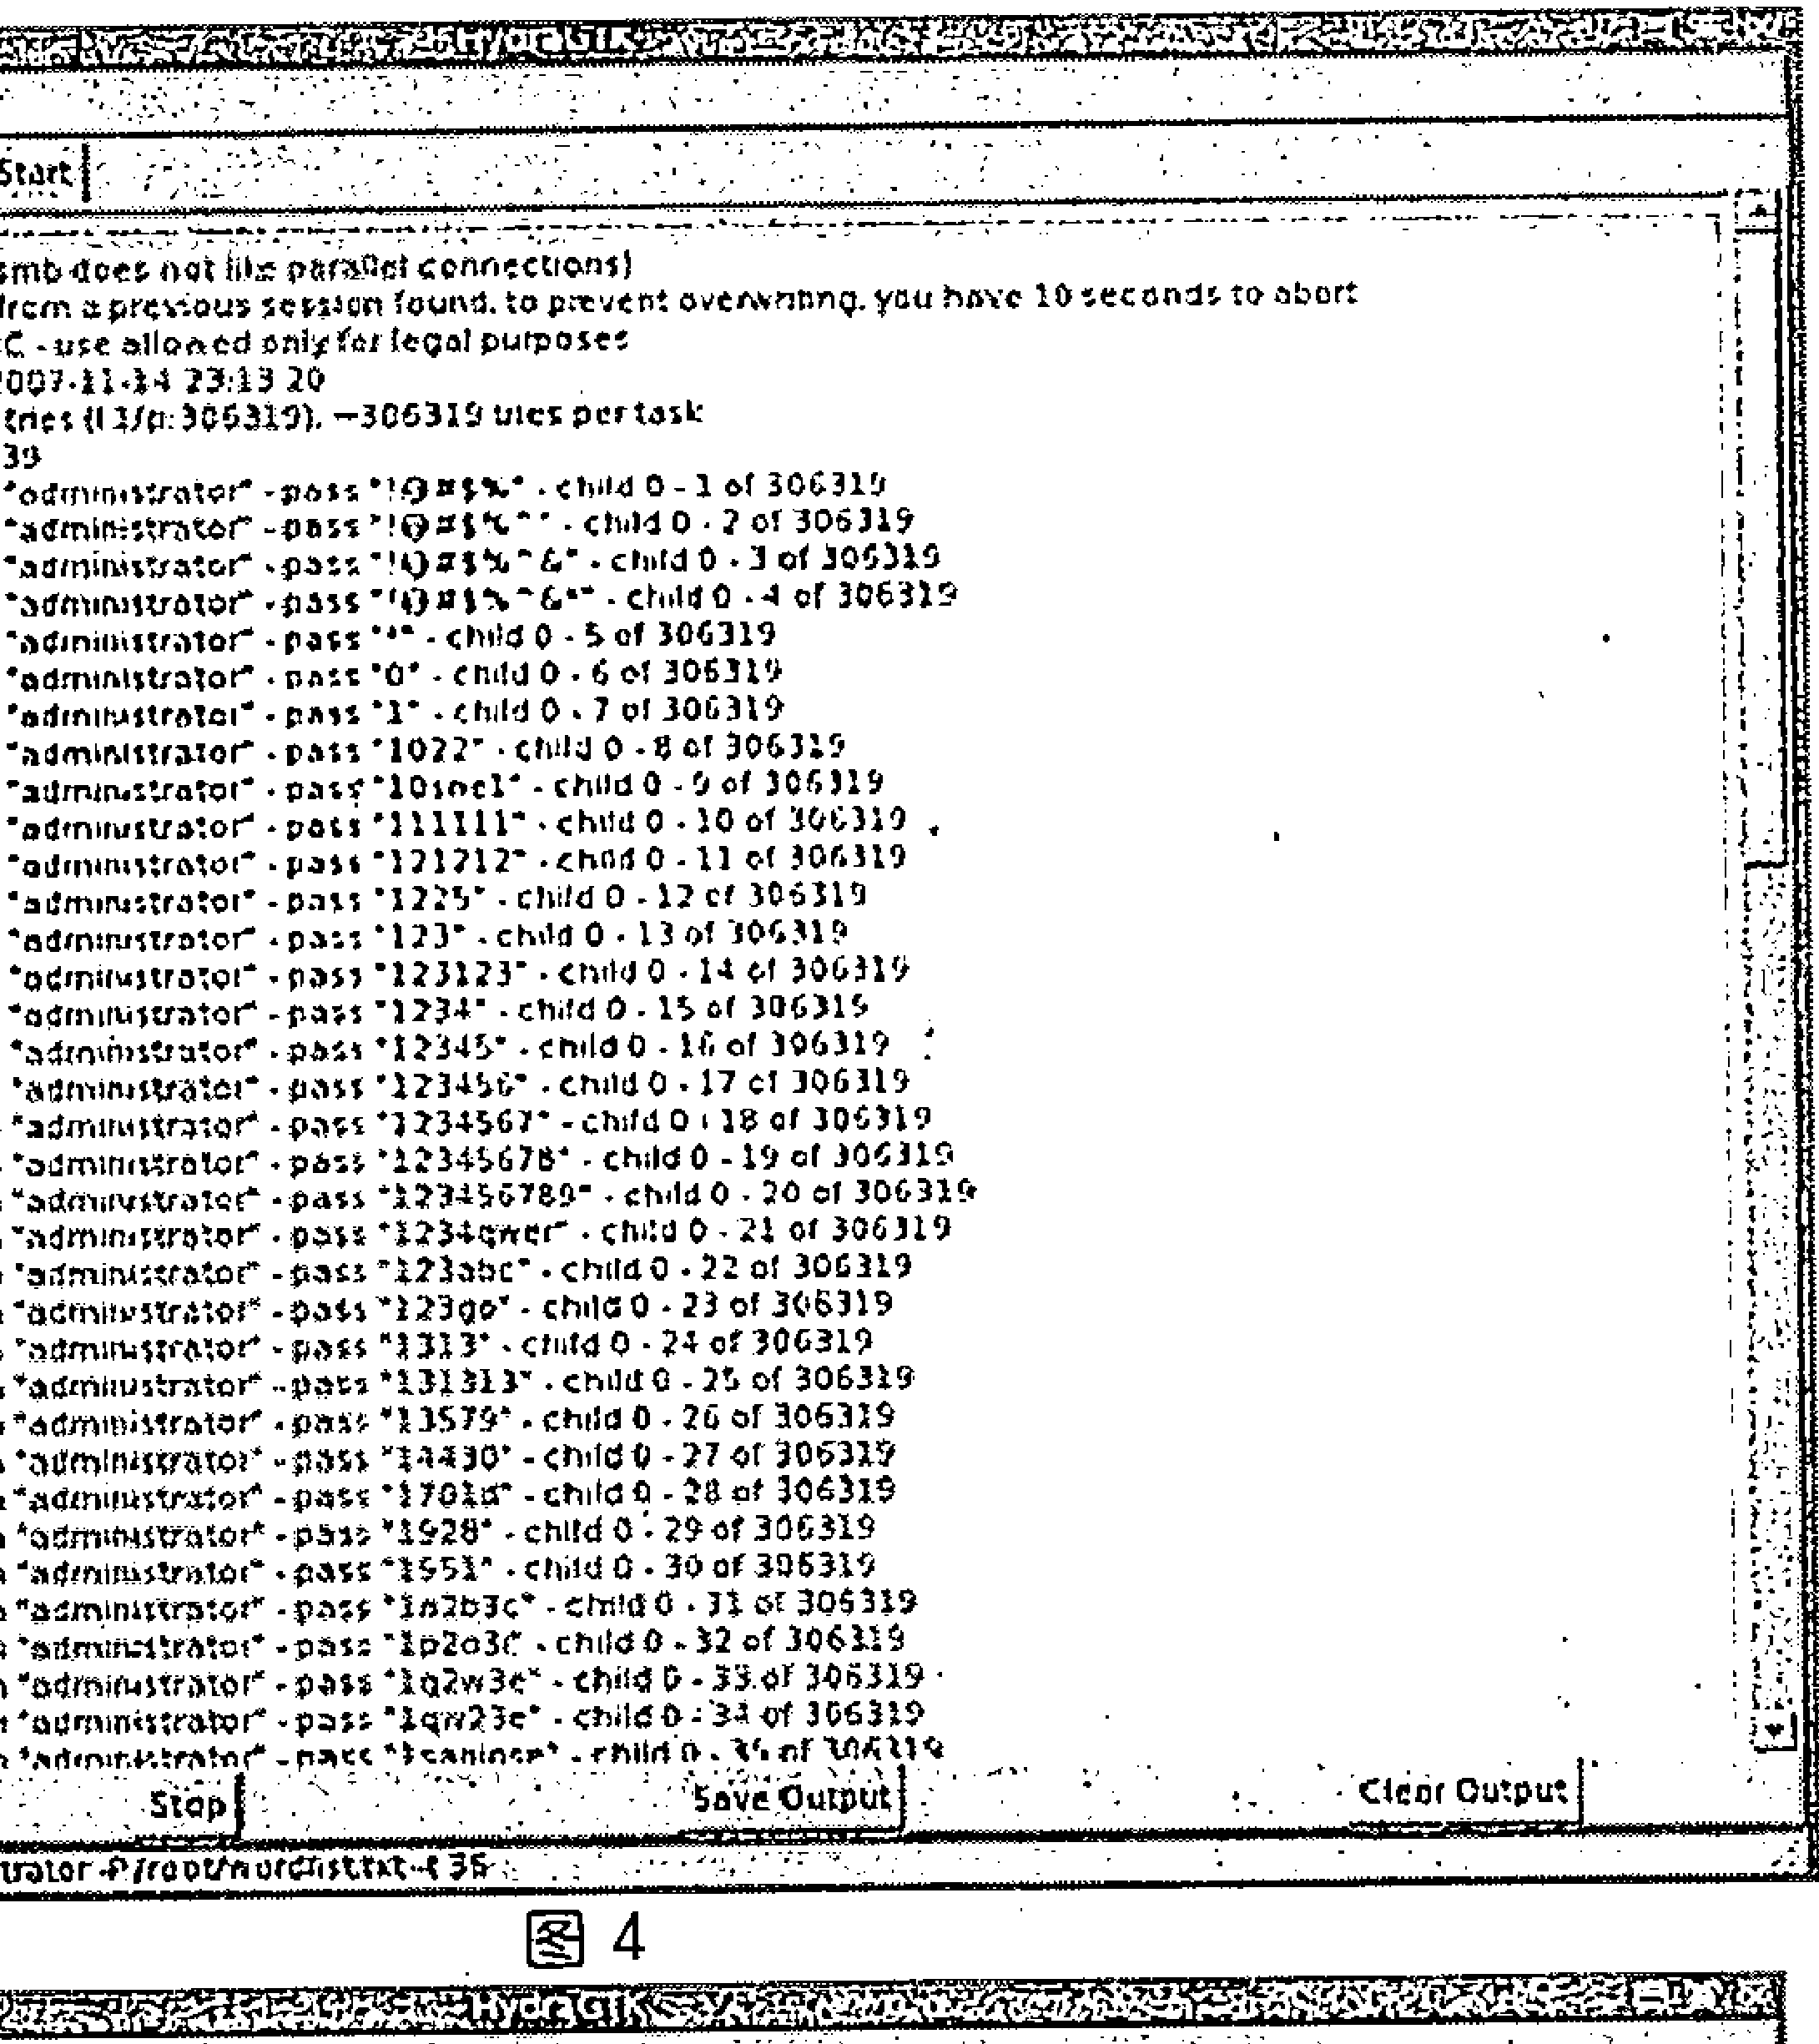 HydraGTK
Start
smb does not like parallel connections)
from a previous session found, to prevent overwriting, you have 10 seconds to abort
C - use allowed only for legal purposes
2007-11-14 23:13:20
tries (l:1/p:306319), ~306319 tries per task
39
"administrator" - pass "!@#$%" - child 0 - 1 of 306319
"administrator" - pass "!@#$%^" - child 0 - 2 of 306319
"administrator" - pass "!@#$%^&" - child 0 - 3 of 306319
"administrator" - pass "!@#$%^&*" - child 0 - 4 of 306319
"administrator" - pass "*" - child 0 - 5 of 306319
"administrator" - pass "0" - child 0 - 6 of 306319
"administrator" - pass "1" - child 0 - 7 of 306319
"administrator" - pass "1022" - child 0 - 8 of 306319
"administrator" - pass "10sne1" - child 0 - 9 of 306319
"administrator" - pass "111111" - child 0 - 10 of 306319
"administrator" - pass "121212" - child 0 - 11 of 306319
"administrator" - pass "1225" - child 0 - 12 of 306319
"administrator" - pass "123" - child 0 - 13 of 306319
"administrator" - pass "123123" - child 0 - 14 of 306319
"administrator" - pass "1234" - child 0 - 15 of 306319
"administrator" - pass "12345" - child 0 - 16 of 306319
"administrator" - pass "123456" - child 0 - 17 of 306319
"administrator" - pass "1234567" - child 0 - 18 of 306319
"administrator" - pass "12345678" - child 0 - 19 of 306319
"administrator" - pass "123456789" - child 0 - 20 of 306319
"administrator" - pass "1234qwer" - child 0 - 21 of 306319
"administrator" - pass "123abc" - child 0 - 22 of 306319
"administrator" - pass "123go" - child 0 - 23 of 306319
"administrator" - pass "1313" - child 0 - 24 of 306319
"administrator" - pass "131313" - child 0 - 25 of 306319
"administrator" - pass "13579" - child 0 - 26 of 306319
"administrator" - pass "14430" - child 0 - 27 of 306319
"administrator" - pass "1701d" - child 0 - 28 of 306319
"administrator" - pass "1928" - child 0 - 29 of 306319
"administrator" - pass "1951" - child 0 - 30 of 306319
"administrator" - pass "1a2b3c" - child 0 - 31 of 306319
"administrator" - pass "1p2o3i" - child 0 - 32 of 306319
"administrator" - pass "1q2w3e" - child 0 - 33 of 306319
"administrator" - pass "1qw23e" - child 0 - 34 of 306319
"administrator" - pass "1sanjose" - child 0 - 35 of 306319
Stop Save Output Clear Output
trator -P /root/wordlist.txt -t 36
图 4
HydraGTK